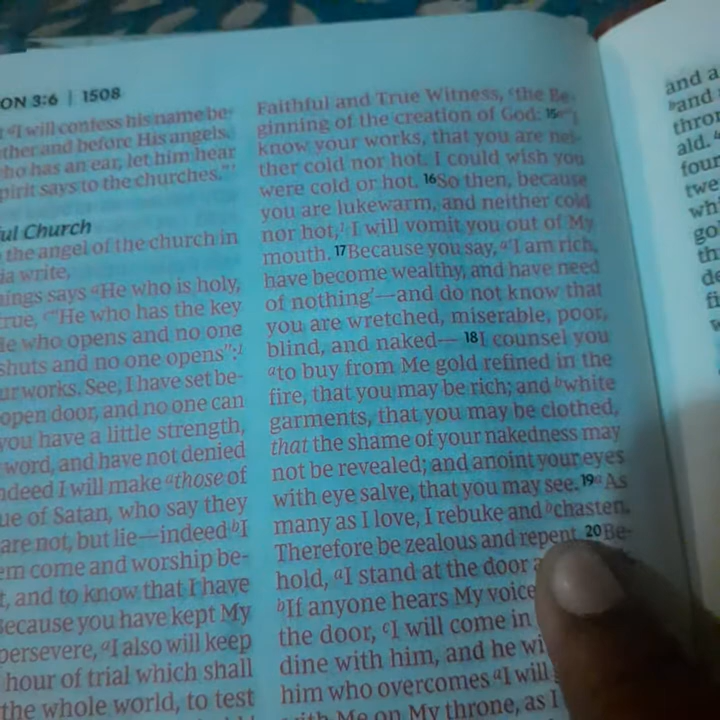 ON 3:6 | 1508
"I will confess his name be-
ther and before His angels.
ho has an ear, let him hear
pirit says to the churches." '
ul Church
the angel of the church in
ia write,
ings says "He who is holy,
true, "He who has the key
He who opens and no one
shuts and no one opens":
ur works. See, I have set be-
open door, and no one can
you have a little strength,
word, and have not denied
ndeed I will make those of
ue of Satan, who say they
are not, but lie—indeed I
em come and worship be-
t, and to know that I have
Because you have kept My
persevere, I also will keep
hour of trial which shall
the whole world, to test
Faithful and True Witness, the Be-
ginning of the creation of God: 15 "I
know your works, that you are nei-
ther cold nor hot. I could wish you
were cold or hot. 16 So then, because
you are lukewarm, and neither cold
nor hot, I will vomit you out of My
mouth. 17 Because you say, a'I am rich,
have become wealthy, and have need
of nothing'—and do not know that
you are wretched, miserable, poor,
blind, and naked— 18 I counsel you
a to buy from Me gold refined in the
fire, that you may be rich; and b white
garments, that you may be clothed,
that the shame of your nakedness may
not be revealed; and anoint your eyes
with eye salve, that you may see. 19 a As
many as I love, I rebuke and b chasten.
Therefore be zealous and repent. 20 Be-
hold, a I stand at the door
b If anyone hears My voice
the door, c I will come in
dine with him, and he wi
him who overcomes a I will
with Me on My throne, as I
and a
b and
thron
ald.
four
twe
whi
go
th
de
fi